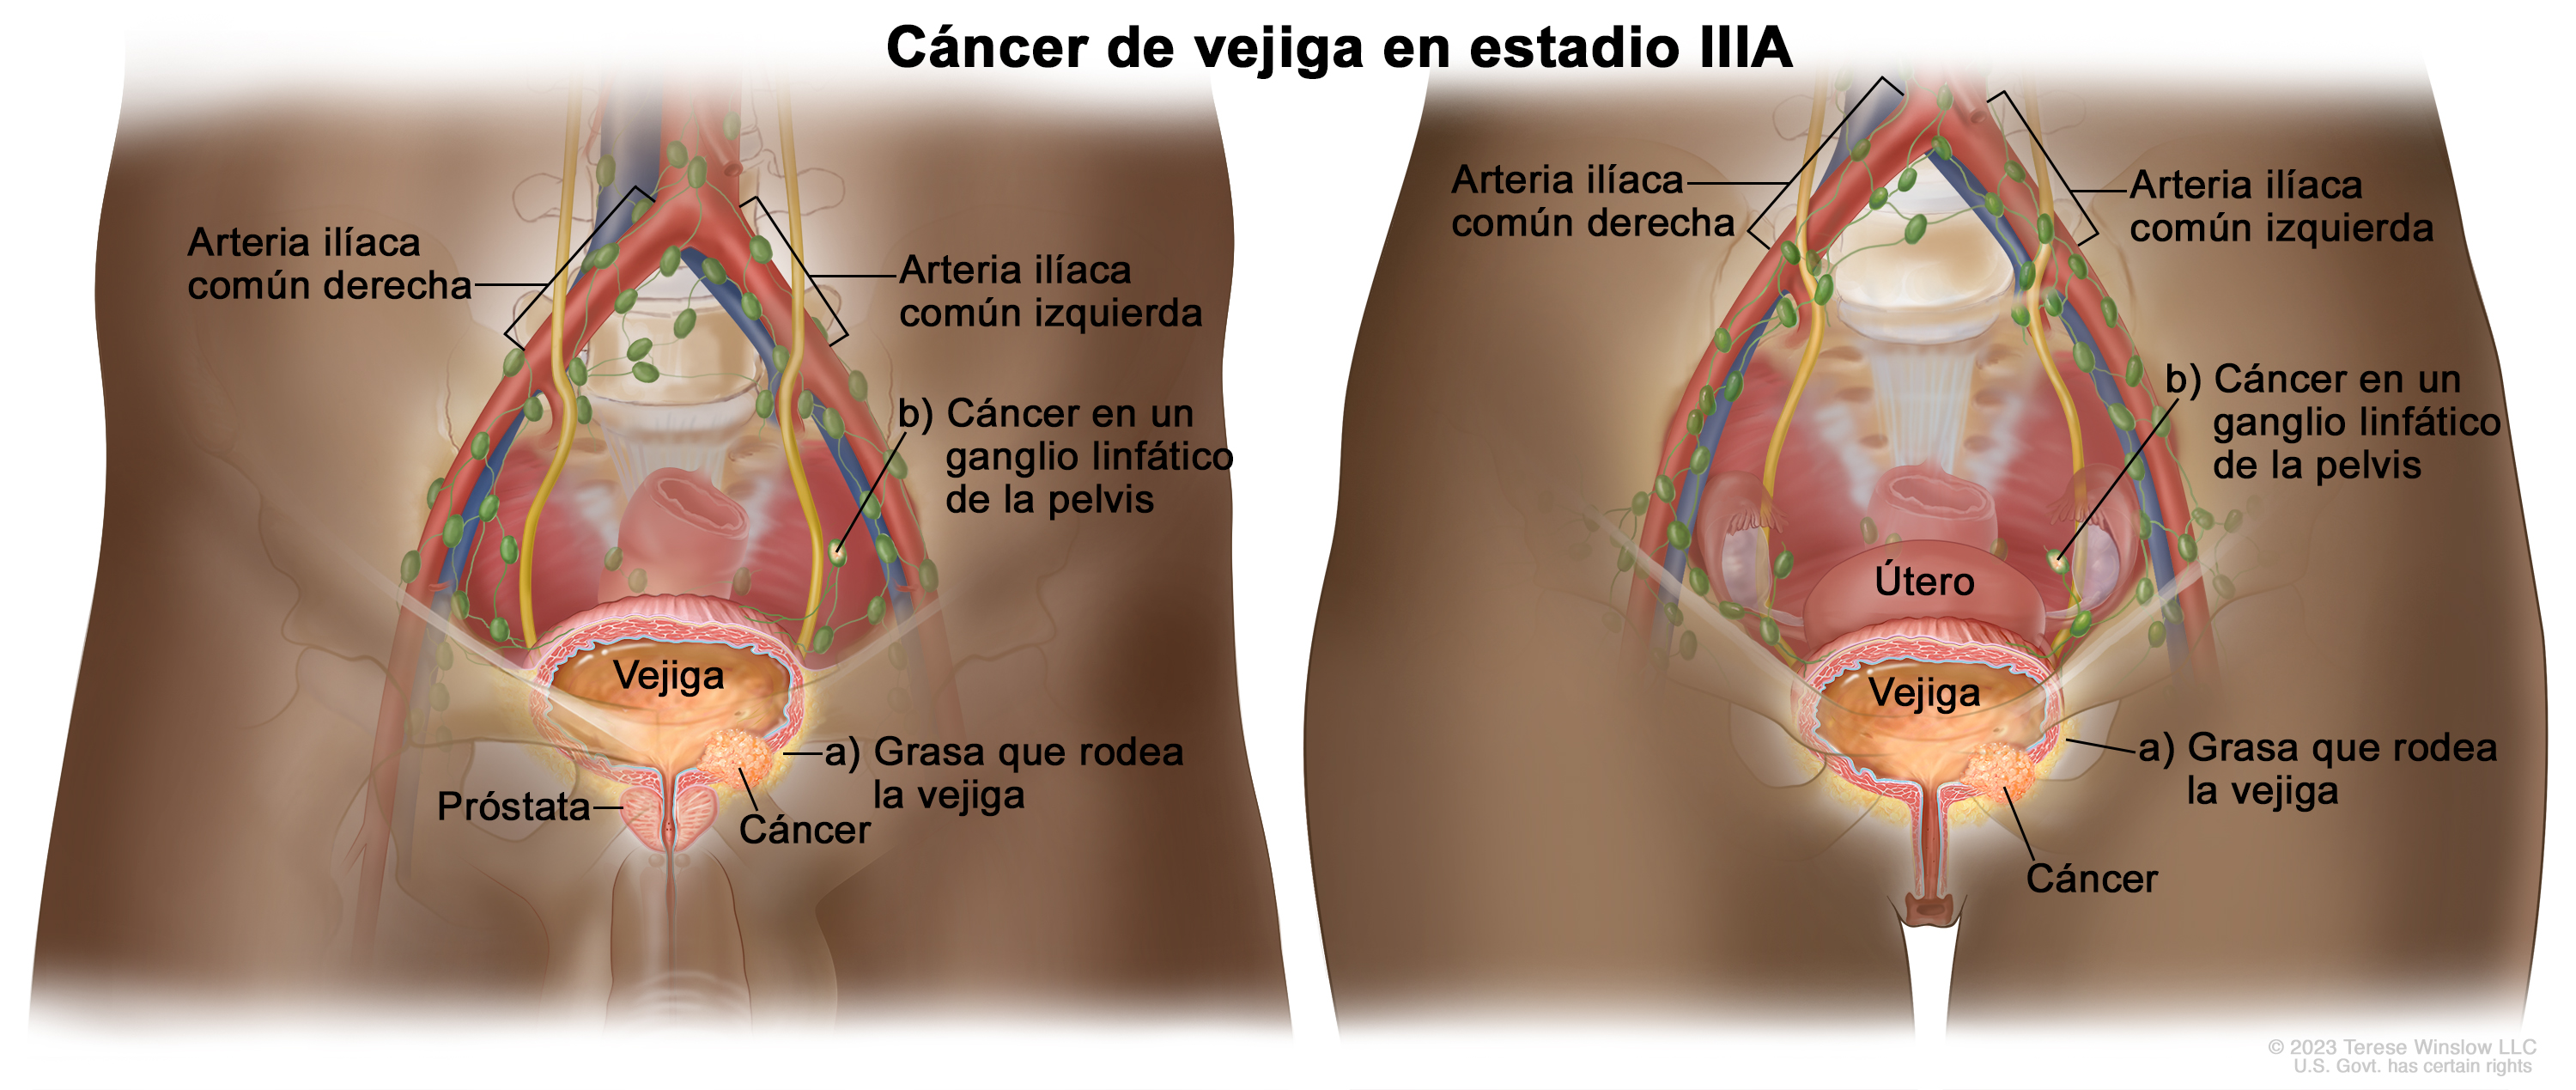 Cáncer de vejiga en estadio IIIA
Arteria ilíaca
común derecha
Arteria ilíaca
común izquierda
b) Cáncer en un
ganglio linfático
de la pelvis
Vejiga
a) Grasa que rodea
la vejiga
Próstata
Cáncer
Arteria ilíaca
común derecha
Arteria ilíaca
común izquierda
b) Cáncer en un
ganglio linfático
de la pelvis
Útero
Vejiga
a) Grasa que rodea
la vejiga
Cáncer
© 2023 Terese Winslow LLC
U.S. Govt. has certain rights